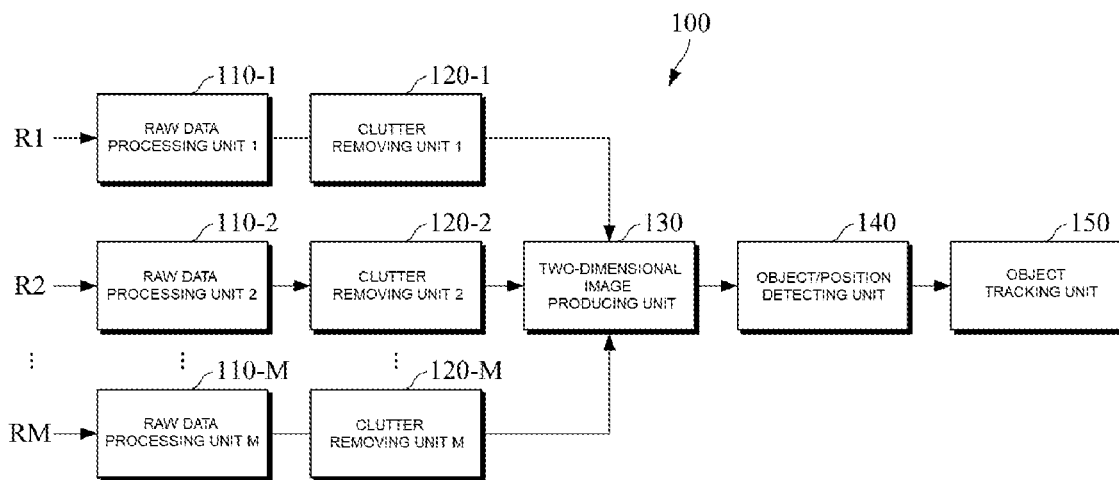 100
110-1
120-1
R1
RAW DATA
PROCESSING UNIT 1
CLUTTER
REMOVING UNIT 1
110-2
120-2
130
140
150
R2
RAW DATA
PROCESSING UNIT 2
CLUTTER
REMOVING UNIT 2
TWO-DIMENSIONAL
IMAGE
PRODUCING UNIT
OBJECT/POSITION
DETECTING UNIT
OBJECT
TRACKING UNIT
110-M
120-M
RM
RAW DATA
PROCESSING UNIT M
CLUTTER
REMOVING UNIT M